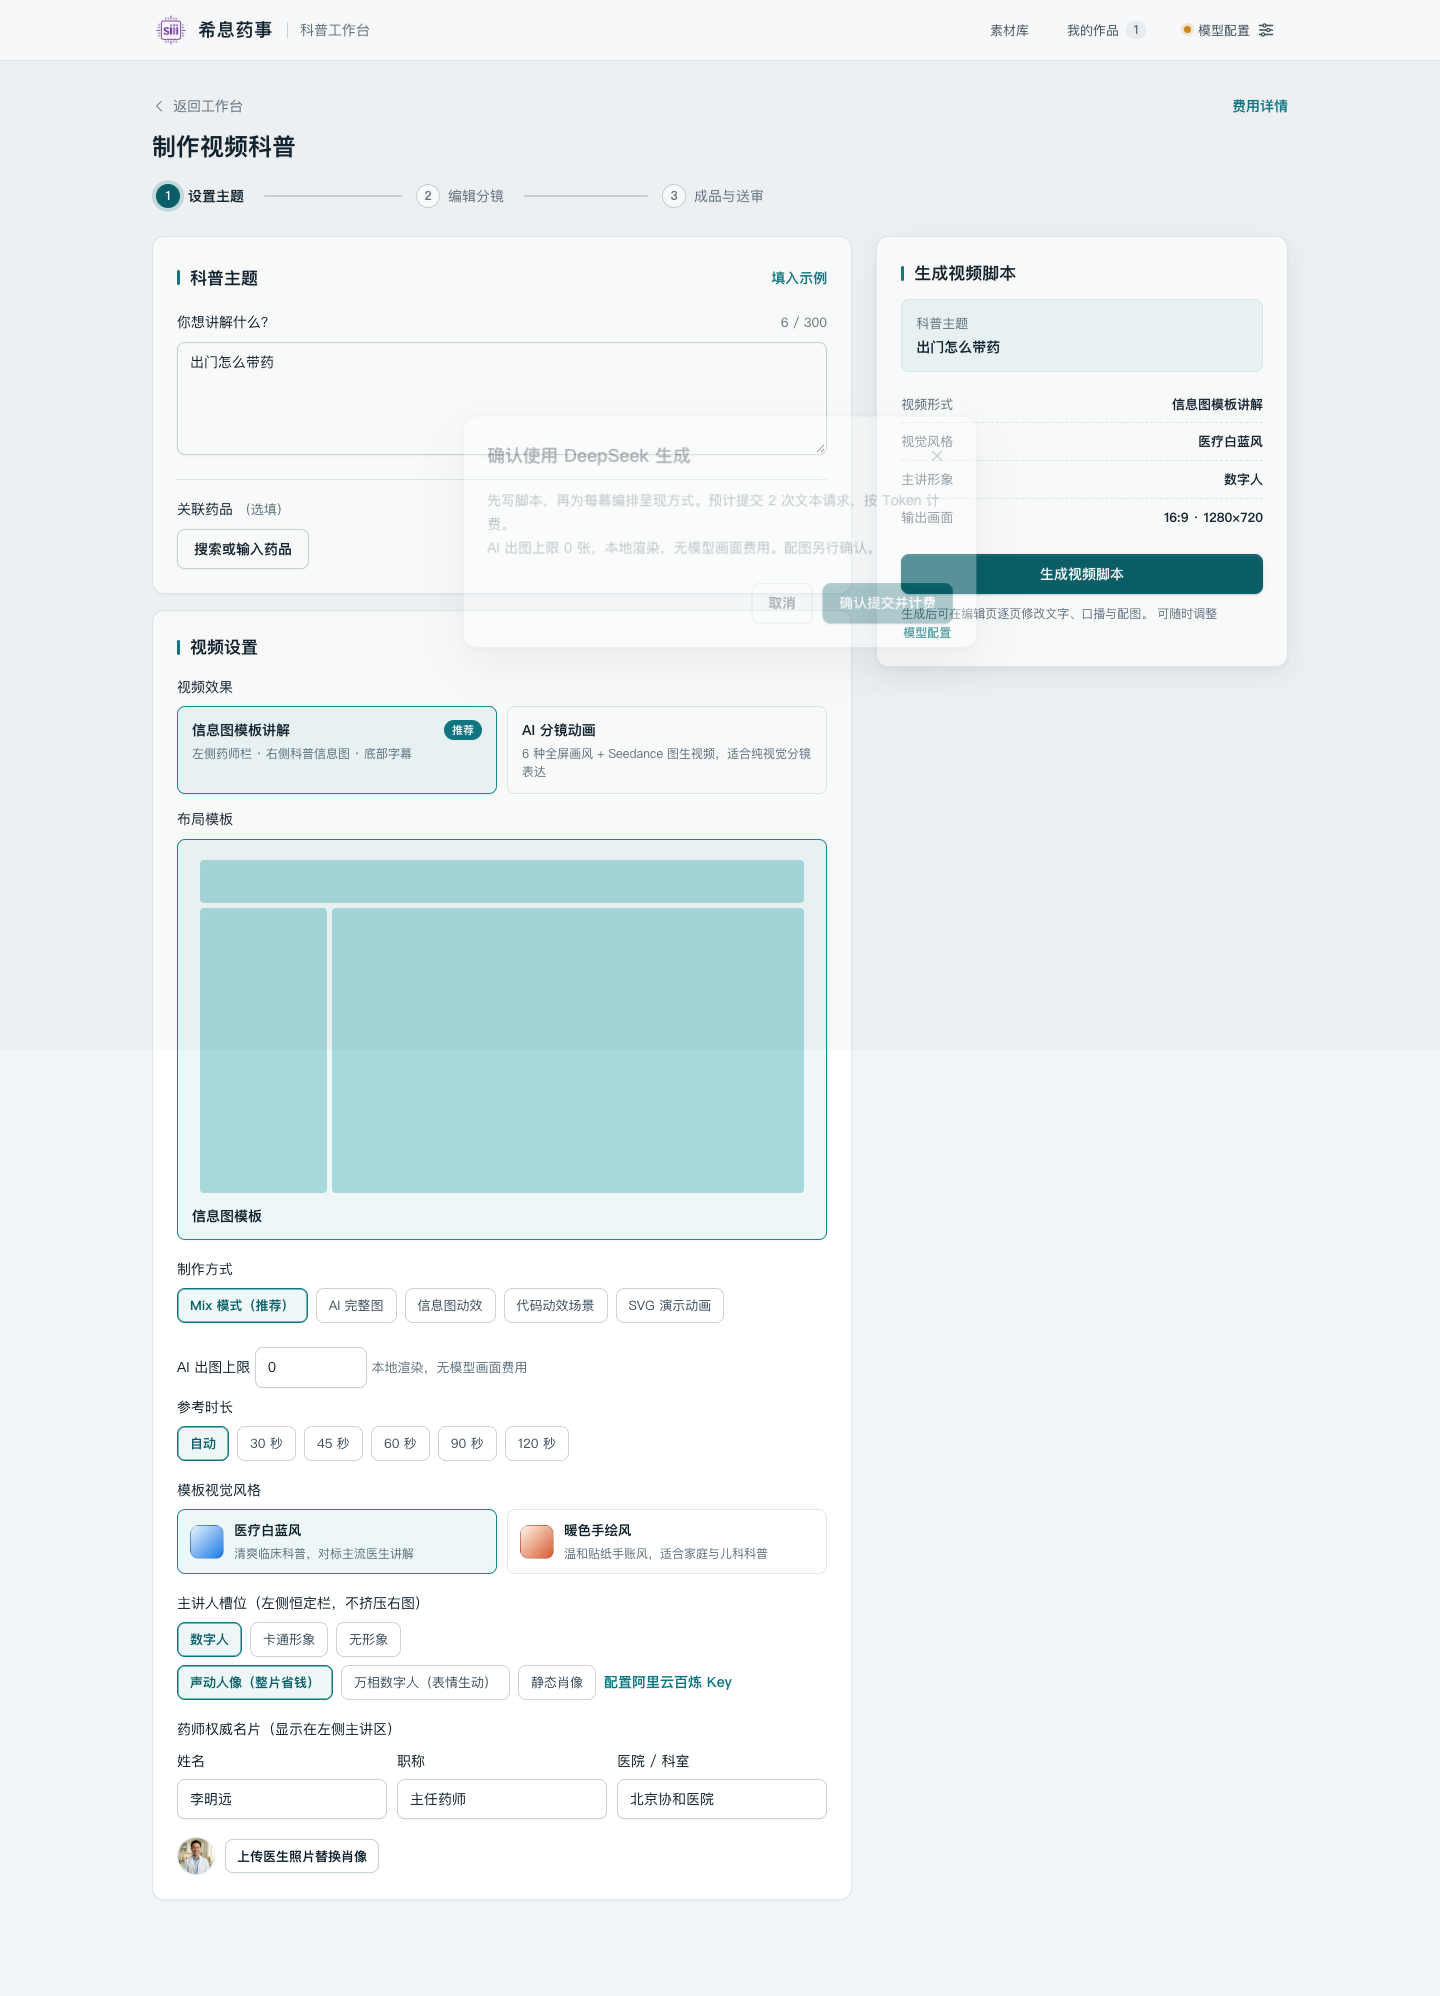 siii 希息药事 科普工作台 素材库 我的作品 1 模型配置
返回工作台 费用详情
制作视频科普
1 设置主题 2 编辑分镜 3 成品与送审
科普主题 填入示例
你想讲解什么? 6 / 300
出门怎么带药
关联药品 （选填）
搜索或输入药品
生成视频脚本
科普主题
出门怎么带药
视频形式 信息图模板讲解
视觉风格 医疗白蓝风
主讲形象 数字人
输出画面 16:9 · 1280×720
生成视频脚本
生成后可在编辑页逐页修改文字、口播与配图。 可随时调整
模型配置
确认使用 DeepSeek 生成
先写脚本，再为每幕编排呈现方式。预计提交 2 次文本请求，按 Token 计
费。
AI 出图上限 0 张，本地渲染，无模型画面费用。配图另行确认。
取消 确认提交并计费
视频设置
视频效果
信息图模板讲解 推荐
左侧药师栏 · 右侧科普信息图 · 底部字幕
AI 分镜动画
6 种全屏画风 + Seedance 图生视频，适合纯视觉分镜
表达
布局模板
信息图模板
制作方式
Mix 模式（推荐） AI 完整图 信息图动效 代码动效场景 SVG 演示动画
AI 出图上限 0 本地渲染，无模型画面费用
参考时长
自动 30 秒 45 秒 60 秒 90 秒 120 秒
模板视觉风格
医疗白蓝风
清爽临床科普，对标主流医生讲解
暖色手绘风
温和贴纸手账风，适合家庭与儿科科普
主讲人槽位（左侧恒定栏，不挤压右图）
数字人 卡通形象 无形象
声动人像（整片省钱） 万相数字人（表情生动） 静态肖像 配置阿里云百炼 Key
药师权威名片（显示在左侧主讲区）
姓名 职称 医院 / 科室
李明远 主任药师 北京协和医院
上传医生照片替换肖像